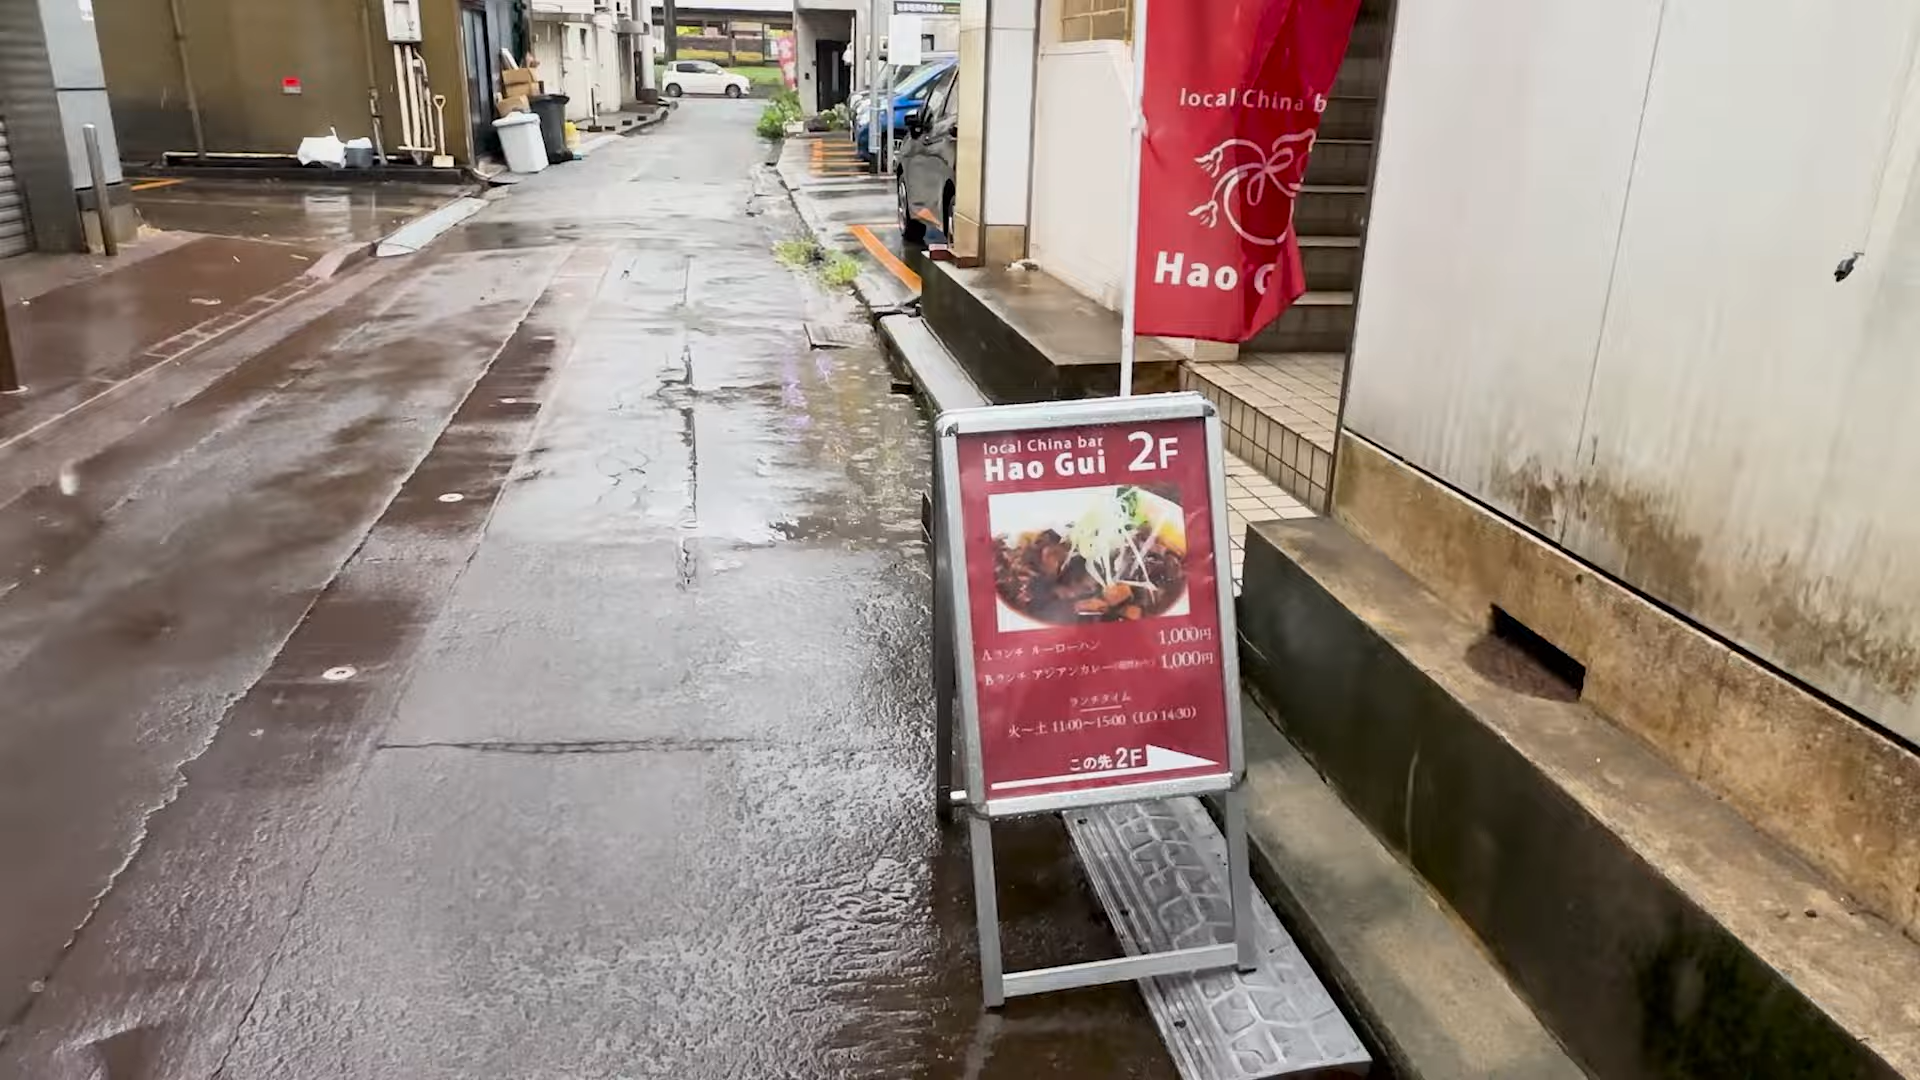 local China b
Hao G
local China bar
Hao Gui 2F
Aランチ ルーローハン 1,000円
Bランチ アジアンカレー 1,000円
ランチタイム
火～土 11:00～15:00（LO 14:30）
この先 2F